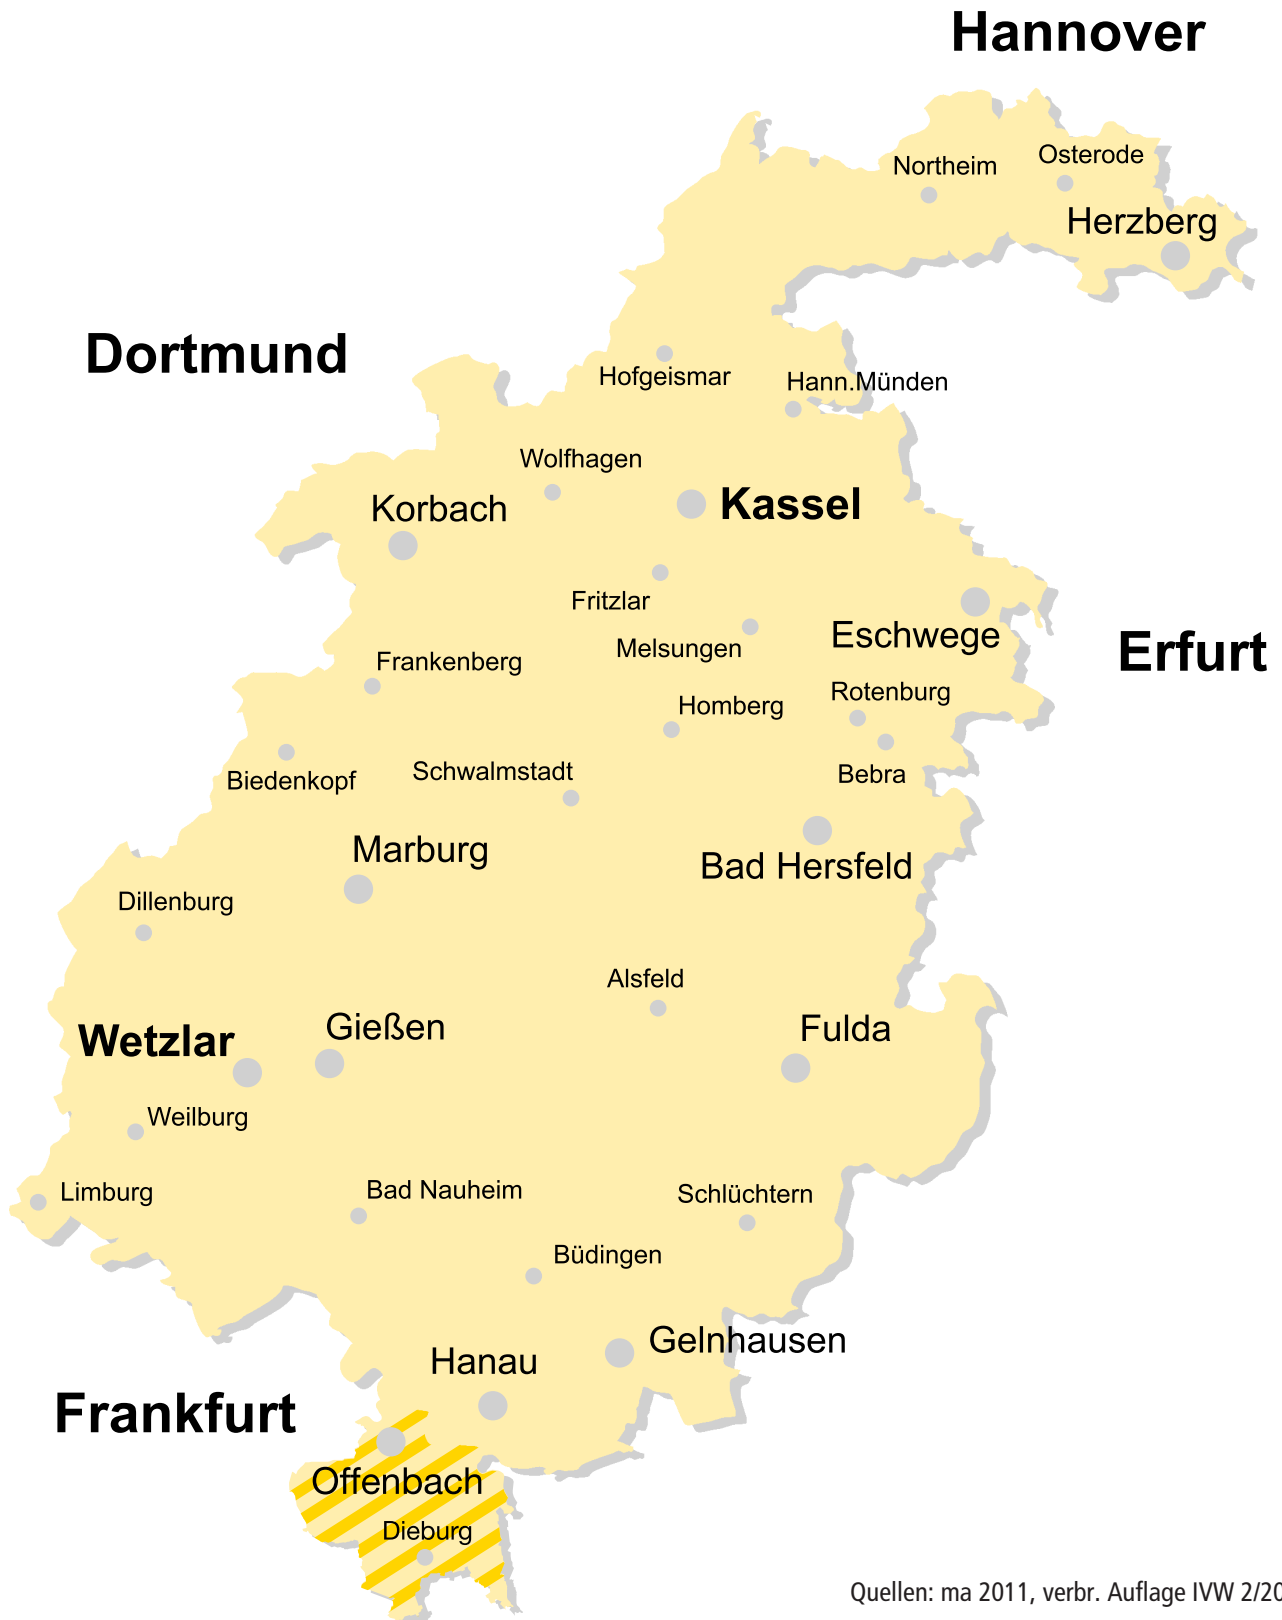 Hannover
Osterode
Northeim
Herzberg
Dortmund
Hofgeismar
Hann.Münden
Wolfhagen
Korbach
Kassel
Fritzlar
Eschwege
Melsungen
Erfurt
Frankenberg
Rotenburg
Homberg
Schwalmstadt
Bebra
Biedenkopf
Marburg
Bad Hersfeld
Dillenburg
Alsfeld
Gießen
Fulda
Wetzlar
Weilburg
Limburg
Bad Nauheim
Schlüchtern
Büdingen
Gelnhausen
Hanau
Frankfurt
Offenbach
Dieburg
Quellen: ma 2011, verbr. Auflage IVW 2/20